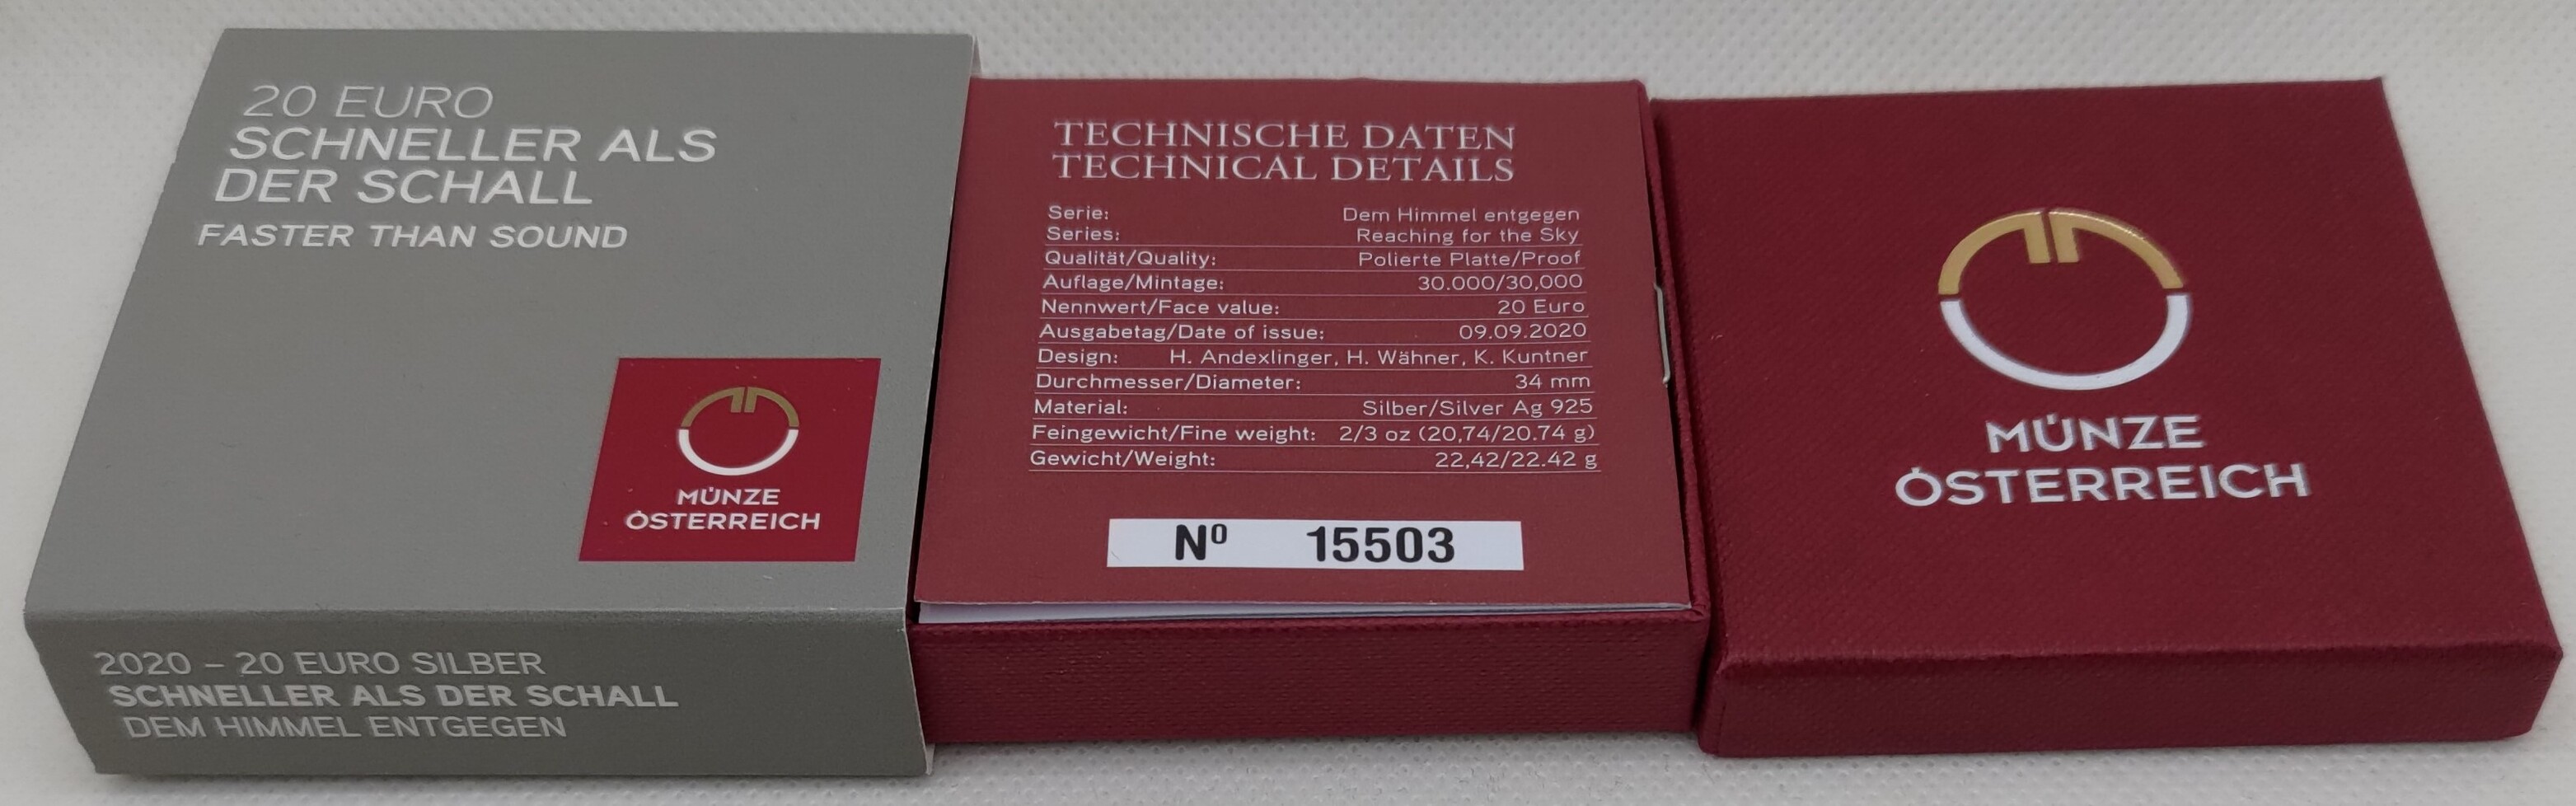 20 EURO
SCHNELLER ALS
DER SCHALL
FASTER THAN SOUND
MÜNZE
ÖSTERREICH
2020 – 20 EURO SILBER
SCHNELLER ALS DER SCHALL
DEM HIMMEL ENTGEGEN
TECHNISCHE DATEN
TECHNICAL DETAILS
Serie: Dem Himmel entgegen
Series: Reaching for the Sky
Qualität/Quality: Polierte Platte/Proof
Auflage/Mintage: 30.000/30,000
Nennwert/Face value: 20 Euro
Ausgabetag/Date of issue: 09.09.2020
Design: H. Andexlinger, H. Wähner, K. Kuntner
Durchmesser/Diameter: 34 mm
Material: Silber/Silver Ag 925
Feingewicht/Fine weight: 2/3 oz (20,74/20.74 g)
Gewicht/Weight: 22,42/22.42 g
Nº 15503
MÜNZE
ÖSTERREICH